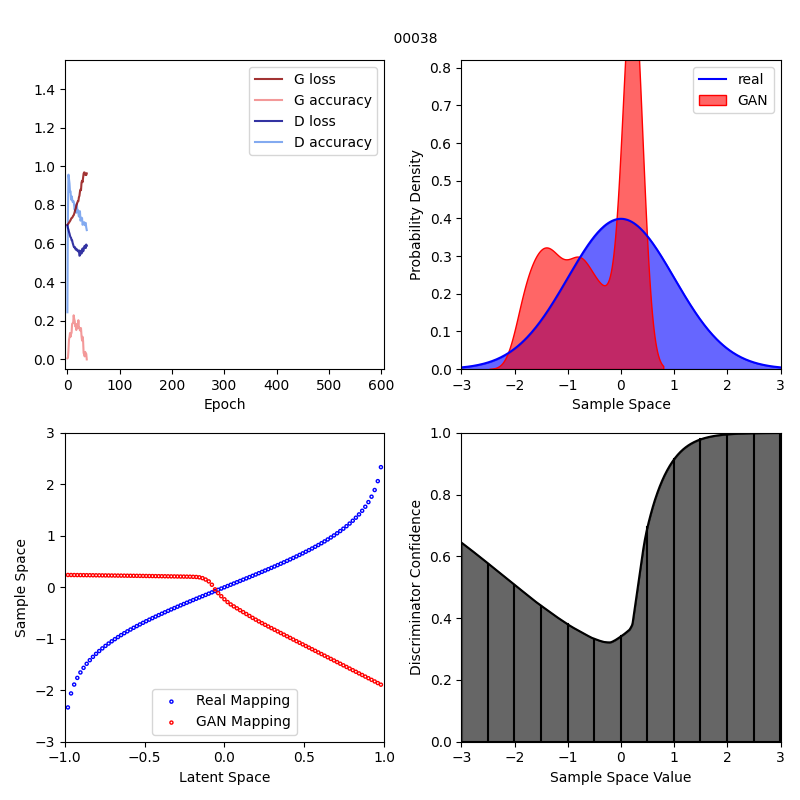 00038
G loss
G accuracy
D loss
D accuracy
1.4
1.2
1.0
0.8
0.6
0.4
0.2
0.0
0 100 200 300 400 500 600
Epoch
real
GAN
Probability Density
0.8
0.7
0.6
0.5
0.4
0.3
0.2
0.1
0.0
−3 −2 −1 0 1 2 3
Sample Space
Sample Space
3
2
1
0
−1
−2
−3
Real Mapping
GAN Mapping
−1.0 −0.5 0.0 0.5 1.0
Latent Space
Discriminator Confidence
1.0
0.8
0.6
0.4
0.2
0.0
−3 −2 −1 0 1 2 3
Sample Space Value